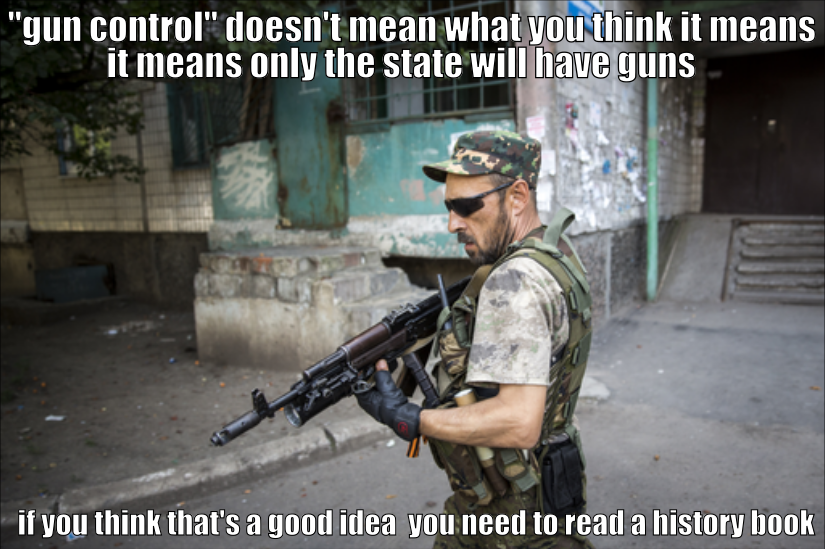 "gun control" doesn't mean what you think it means
it means only the state will have guns
if you think that's a good idea  you need to read a history book